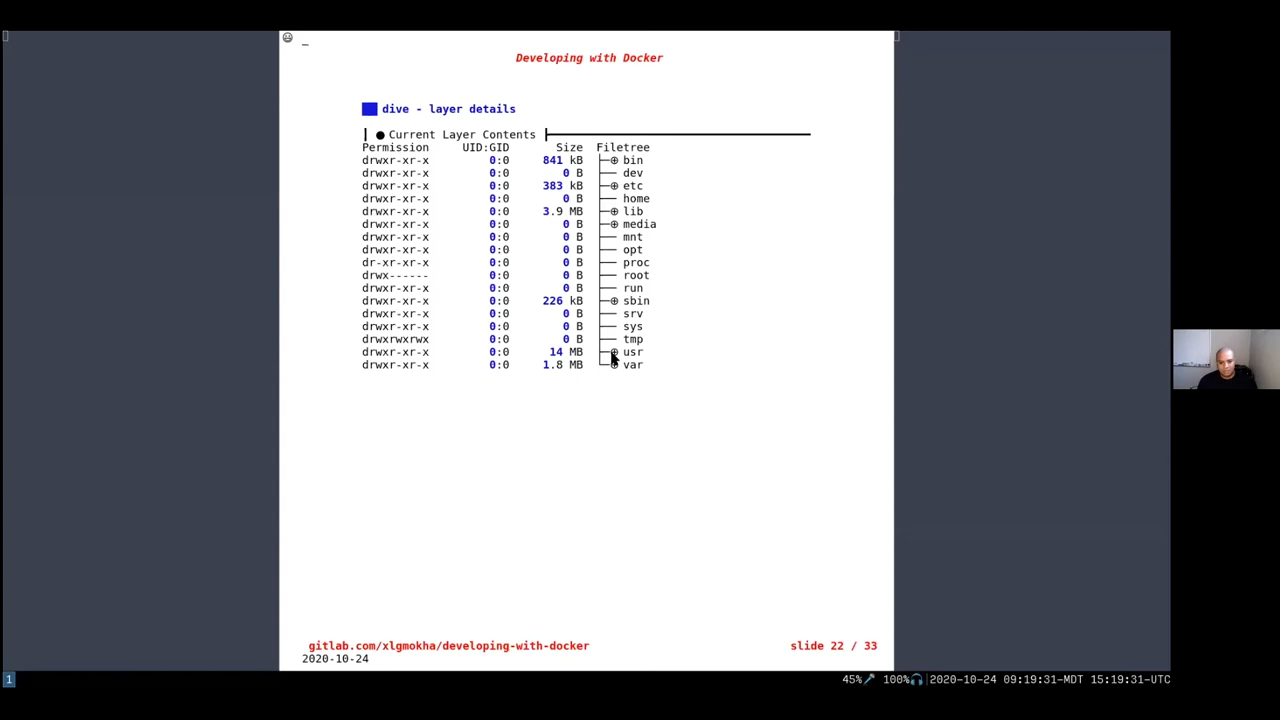 Developing with Docker
dive - layer details
● Current Layer Contents
Permission UID:GID Size Filetree
drwxr-xr-x 0:0 841 kB ├─⊕ bin
drwxr-xr-x 0:0 0 B ├── dev
drwxr-xr-x 0:0 383 kB ├─⊕ etc
drwxr-xr-x 0:0 0 B ├── home
drwxr-xr-x 0:0 3.9 MB ├─⊕ lib
drwxr-xr-x 0:0 0 B ├─⊕ media
drwxr-xr-x 0:0 0 B ├── mnt
drwxr-xr-x 0:0 0 B ├── opt
dr-xr-xr-x 0:0 0 B ├── proc
drwx------ 0:0 0 B ├── root
drwxr-xr-x 0:0 0 B ├── run
drwxr-xr-x 0:0 226 kB ├─⊕ sbin
drwxr-xr-x 0:0 0 B ├── srv
drwxr-xr-x 0:0 0 B ├── sys
drwxrwxrwx 0:0 0 B ├── tmp
drwxr-xr-x 0:0 14 MB ├─⊕ usr
drwxr-xr-x 0:0 1.8 MB └─⊕ var
gitlab.com/xlgmokha/developing-with-docker slide 22 / 33
2020-10-24
1 45% 100% 2020-10-24 09:19:31-MDT 15:19:31-UTC